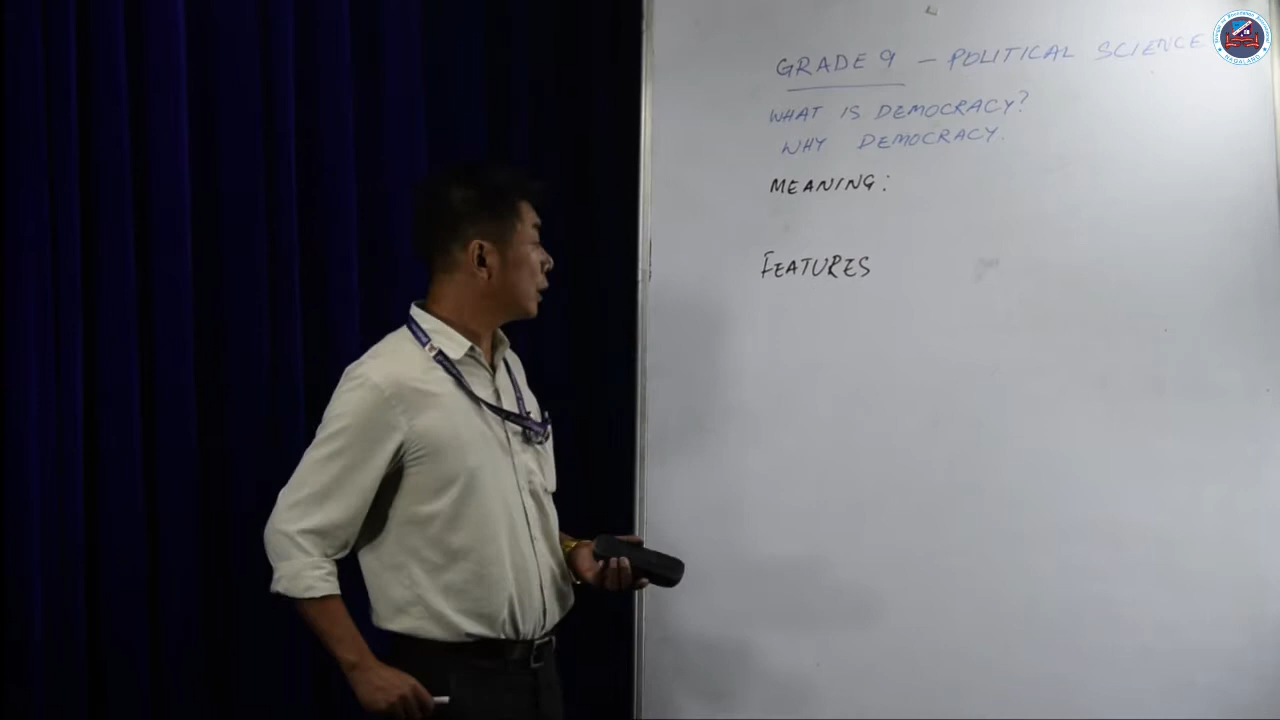 GRADE 9 – POLITICAL SCIENCE
WHAT IS DEMOCRACY?
WHY DEMOCRACY.
MEANING:
FEATURES